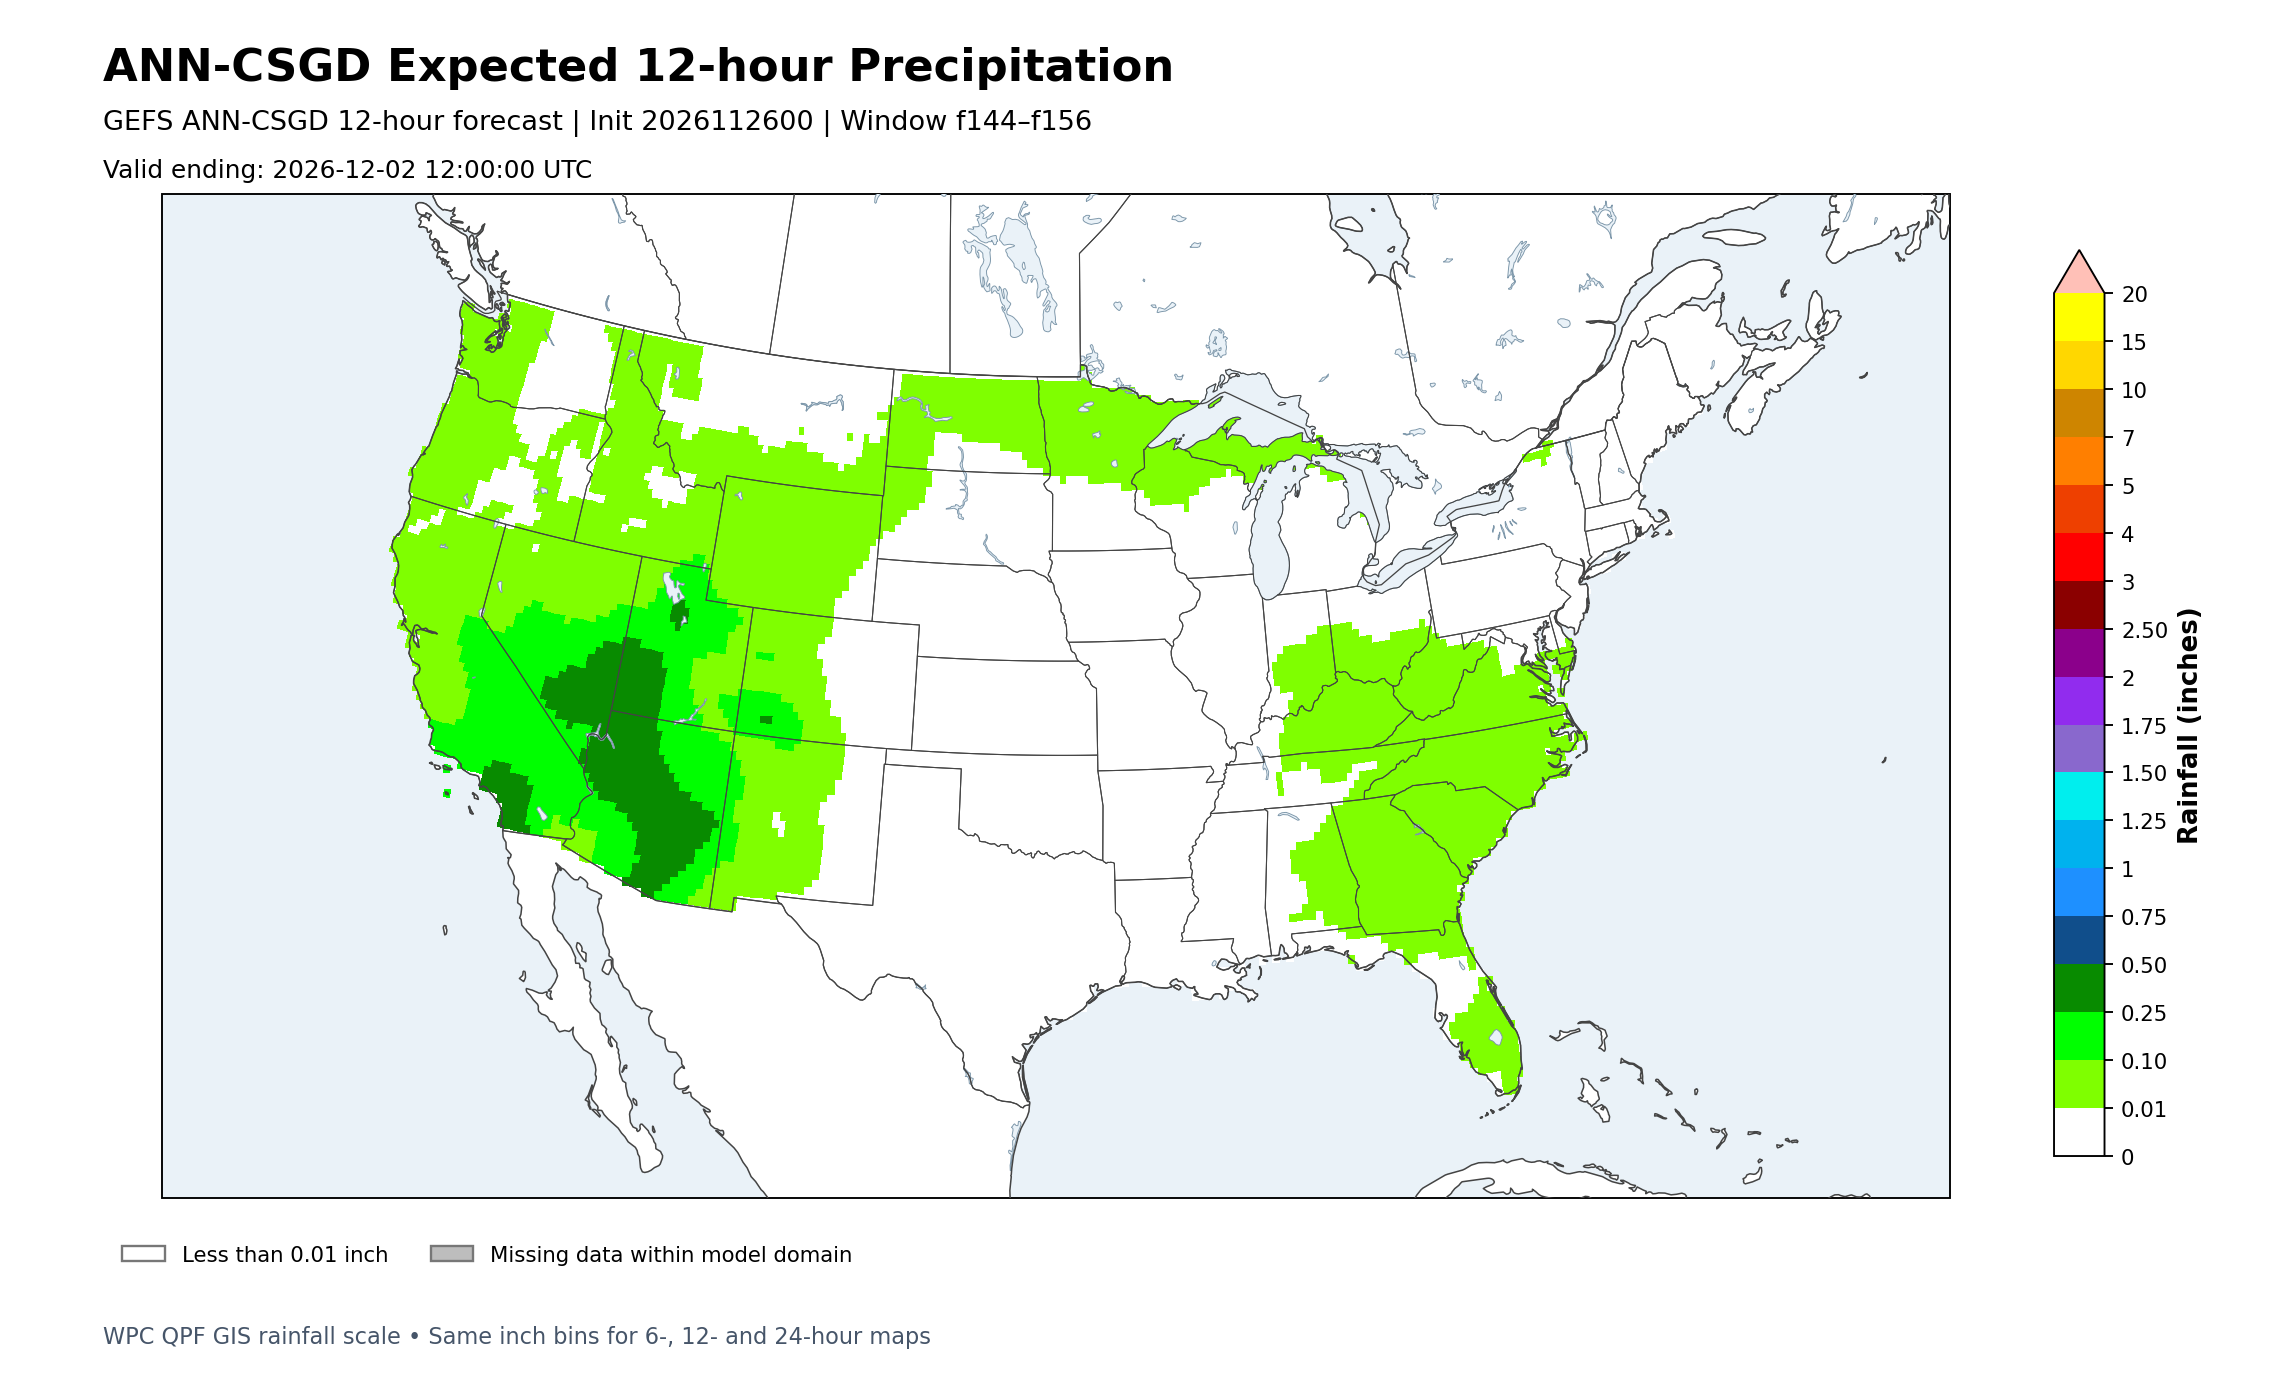 ANN-CSGD Expected 12-hour Precipitation
GEFS ANN-CSGD 12-hour forecast | Init 2026112600 | Window f144–f156
Valid ending: 2026-12-02 12:00:00 UTC
20
15
10
7
5
4
3
2.50
2
1.75
1.50
1.25
1
0.75
0.50
0.25
0.10
0.01
0
Rainfall (inches)
Less than 0.01 inch
Missing data within model domain
WPC QPF GIS rainfall scale • Same inch bins for 6-, 12- and 24-hour maps